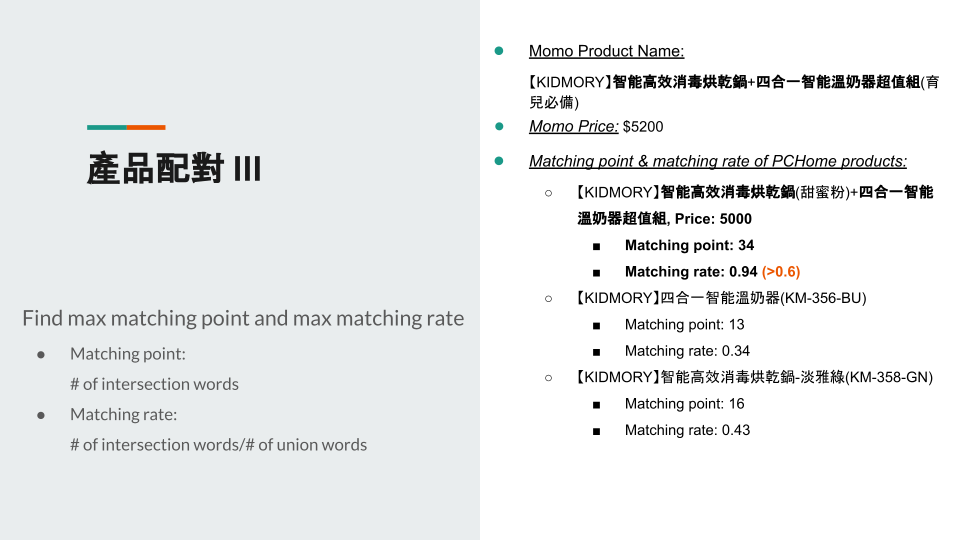 產品配對 III
Find max matching point and max matching rate
● Matching point:
# of intersection words
● Matching rate:
# of intersection words/# of union words
● Momo Product Name:
【KIDMORY】智能高效消毒烘乾鍋+四合一智能溫奶器超值組(育
兒必備)
● Momo Price: $5200
● Matching point & matching rate of PCHome products:
○ 【KIDMORY】智能高效消毒烘乾鍋(甜蜜粉)+四合一智能
溫奶器超值組, Price: 5000
■ Matching point: 34
■ Matching rate: 0.94 (>0.6)
○ 【KIDMORY】四合一智能溫奶器(KM-356-BU)
■ Matching point: 13
■ Matching rate: 0.34
○ 【KIDMORY】智能高效消毒烘乾鍋-淡雅綠(KM-358-GN)
■ Matching point: 16
■ Matching rate: 0.43